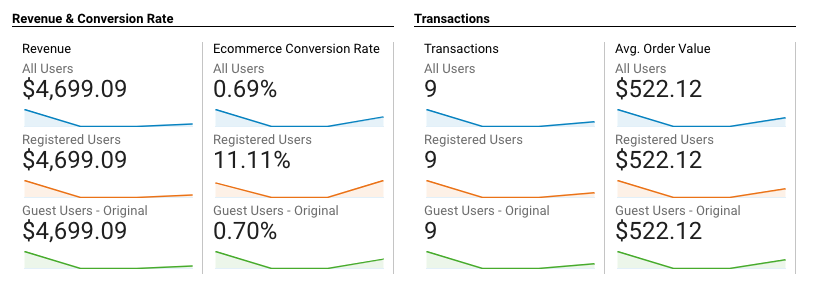 Revenue & Conversion Rate
Revenue
All Users
$4,699.09
Registered Users
$4,699.09
Guest Users - Original
$4,699.09
Ecommerce Conversion Rate
All Users
0.69%
Registered Users
11.11%
Guest Users - Original
0.70%
Transactions
Transactions
All Users
9
Registered Users
9
Guest Users - Original
9
Avg. Order Value
All Users
$522.12
Registered Users
$522.12
Guest Users - Original
$522.12